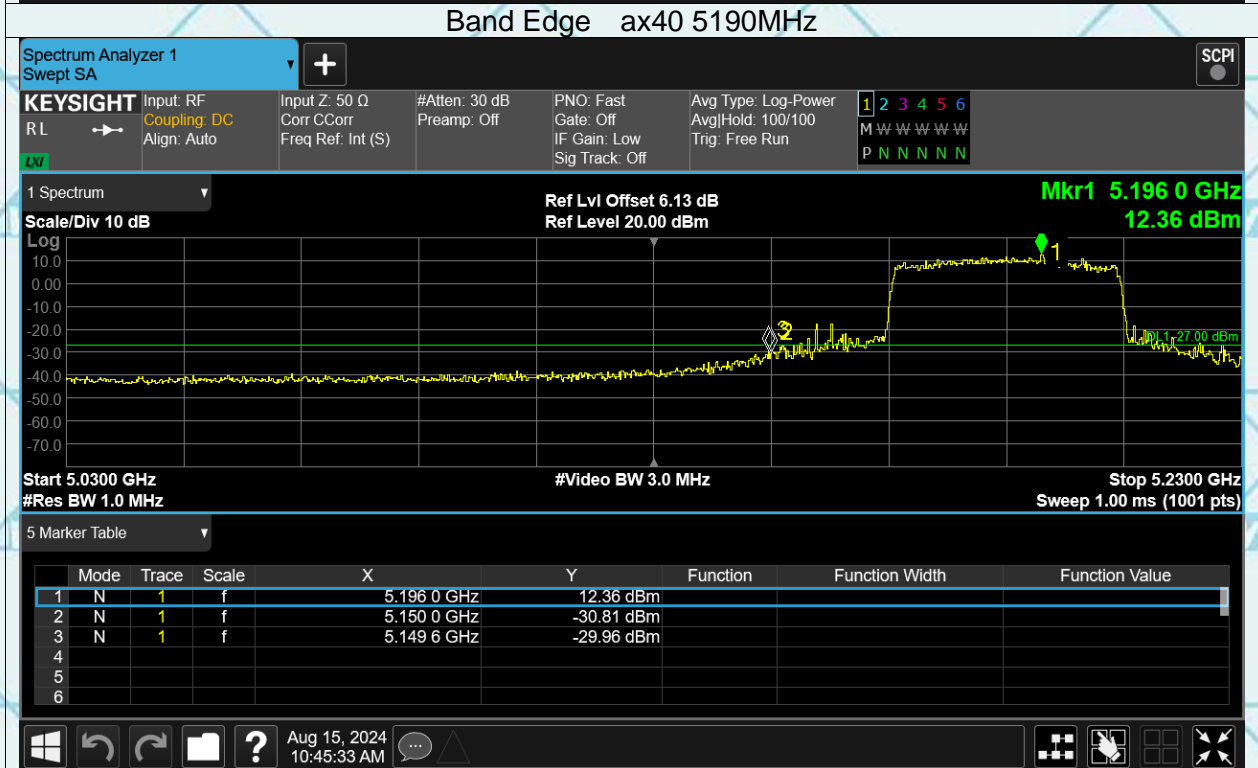 Band Edge ax40 5190MHz
Spectrum Analyzer 1
Swept SA
+
SCPI
KEYSIGHT
RL
LXI
Input: RF
Coupling: DC
Align: Auto
Input Z: 50 Ω
Corr CCorr
Freq Ref: Int (S)
#Atten: 30 dB
Preamp: Off
PNO: Fast
Gate: Off
IF Gain: Low
Sig Track: Off
Avg Type: Log-Power
Avg|Hold: 100/100
Trig: Free Run
1 2 3 4 5 6
M W W W W W
P N N N N N
1 Spectrum
Scale/Div 10 dB
Ref Lvl Offset 6.13 dB
Ref Level 20.00 dBm
Mkr1 5.196 0 GHz
12.36 dBm
Log
10.0
0.00
-10.0
-20.0
-30.0
-40.0
-50.0
-60.0
-70.0
1
2
DL1 -27.00 dBm
Start 5.0300 GHz
#Video BW 3.0 MHz
Stop 5.2300 GHz
#Res BW 1.0 MHz
Sweep 1.00 ms (1001 pts)
5 Marker Table
Mode Trace Scale X Y Function Function Width Function Value
1 N 1 f 5.196 0 GHz 12.36 dBm
2 N 1 f 5.150 0 GHz -30.81 dBm
3 N 1 f 5.149 6 GHz -29.96 dBm
4
5
6
?
Aug 15, 2024
10:45:33 AM